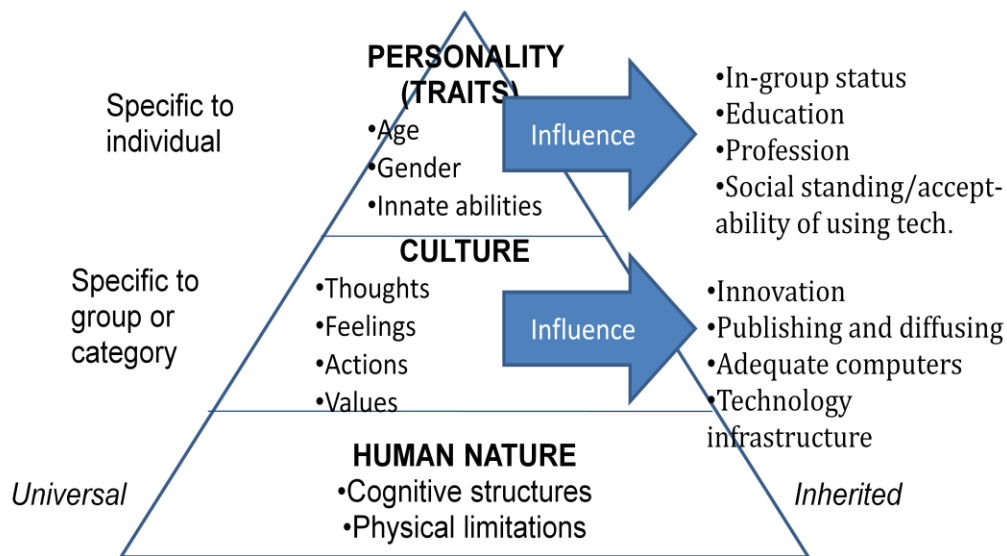 PERSONALITY
(TRAITS)
Specific to
individual
•Age
•Gender
•Innate abilities
Influence
•In-group status
•Education
•Profession
•Social standing/accept-
ability of using tech.
CULTURE
Specific to
group or
category
•Thoughts
•Feelings
•Actions
•Values
Influence
•Innovation
•Publishing and diffusing
•Adequate computers
•Technology
infrastructure
HUMAN NATURE
•Cognitive structures
•Physical limitations
Universal
Inherited